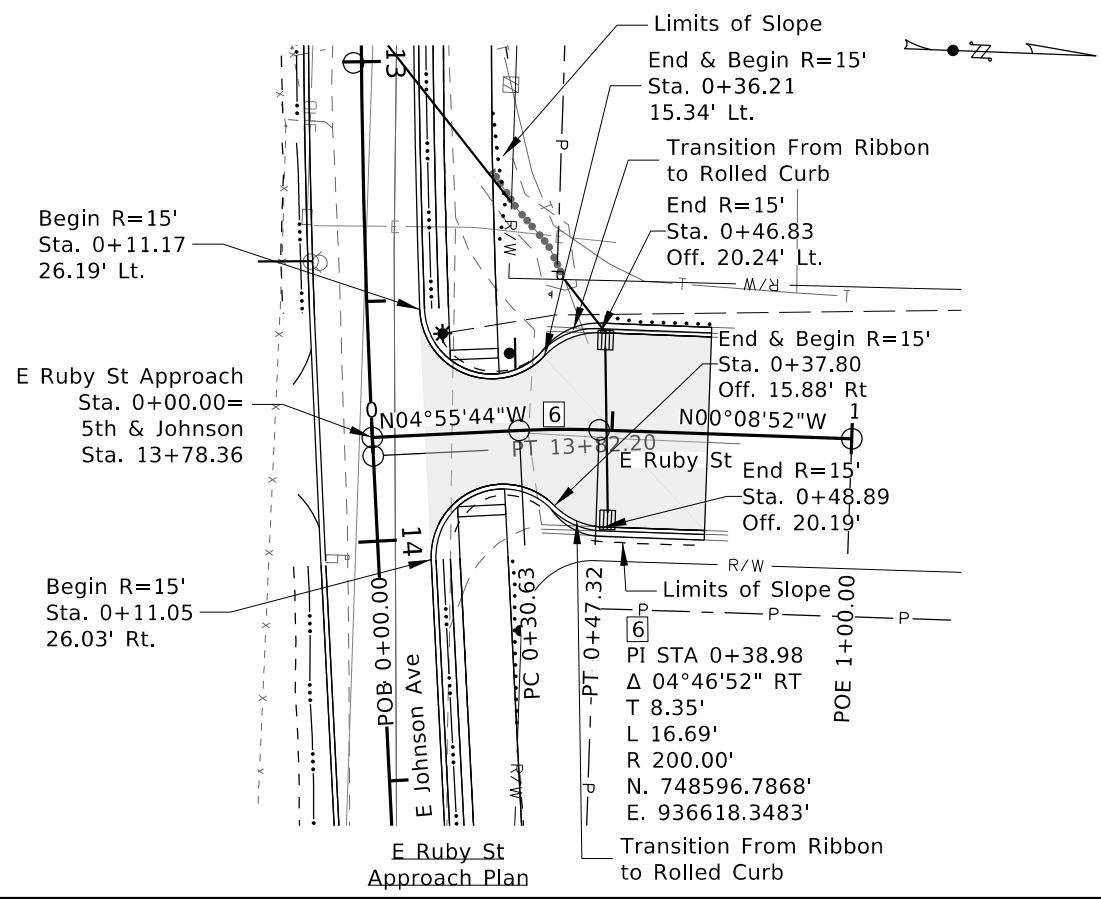 Limits of Slope
End & Begin R=15'
Sta. 0+36.21
15.34' Lt.
Transition From Ribbon
to Rolled Curb
End R=15'
Sta. 0+46.83
Off. 20.24' Lt.
Begin R=15'
Sta. 0+11.17
26.19' Lt.
13
P
R/W
R/W
E
T
End & Begin R=15'
Sta. 0+37.80
Off. 15.88' Rt
E Ruby St Approach
Sta. 0+00.00=
5th & Johnson
Sta. 13+78.36
0
N04°55'44"W
6
N00°08'52"W
1
PT 13+82.20
E Ruby St
End R=15'
Sta. 0+48.89
Off. 20.19'
14
R/W
Begin R=15'
Sta. 0+11.05
26.03' Rt.
Limits of Slope
P
P
P
POB 0+00.00
E Johnson Ave
PC 0+30.63
PT 0+47.32
POE 1+00.00
R/W
P
6
PI STA 0+38.98
Δ 04°46'52" RT
T 8.35'
L 16.69'
R 200.00'
N. 748596.7868'
E. 936618.3483'
Transition From Ribbon
to Rolled Curb
E Ruby St
Approach Plan